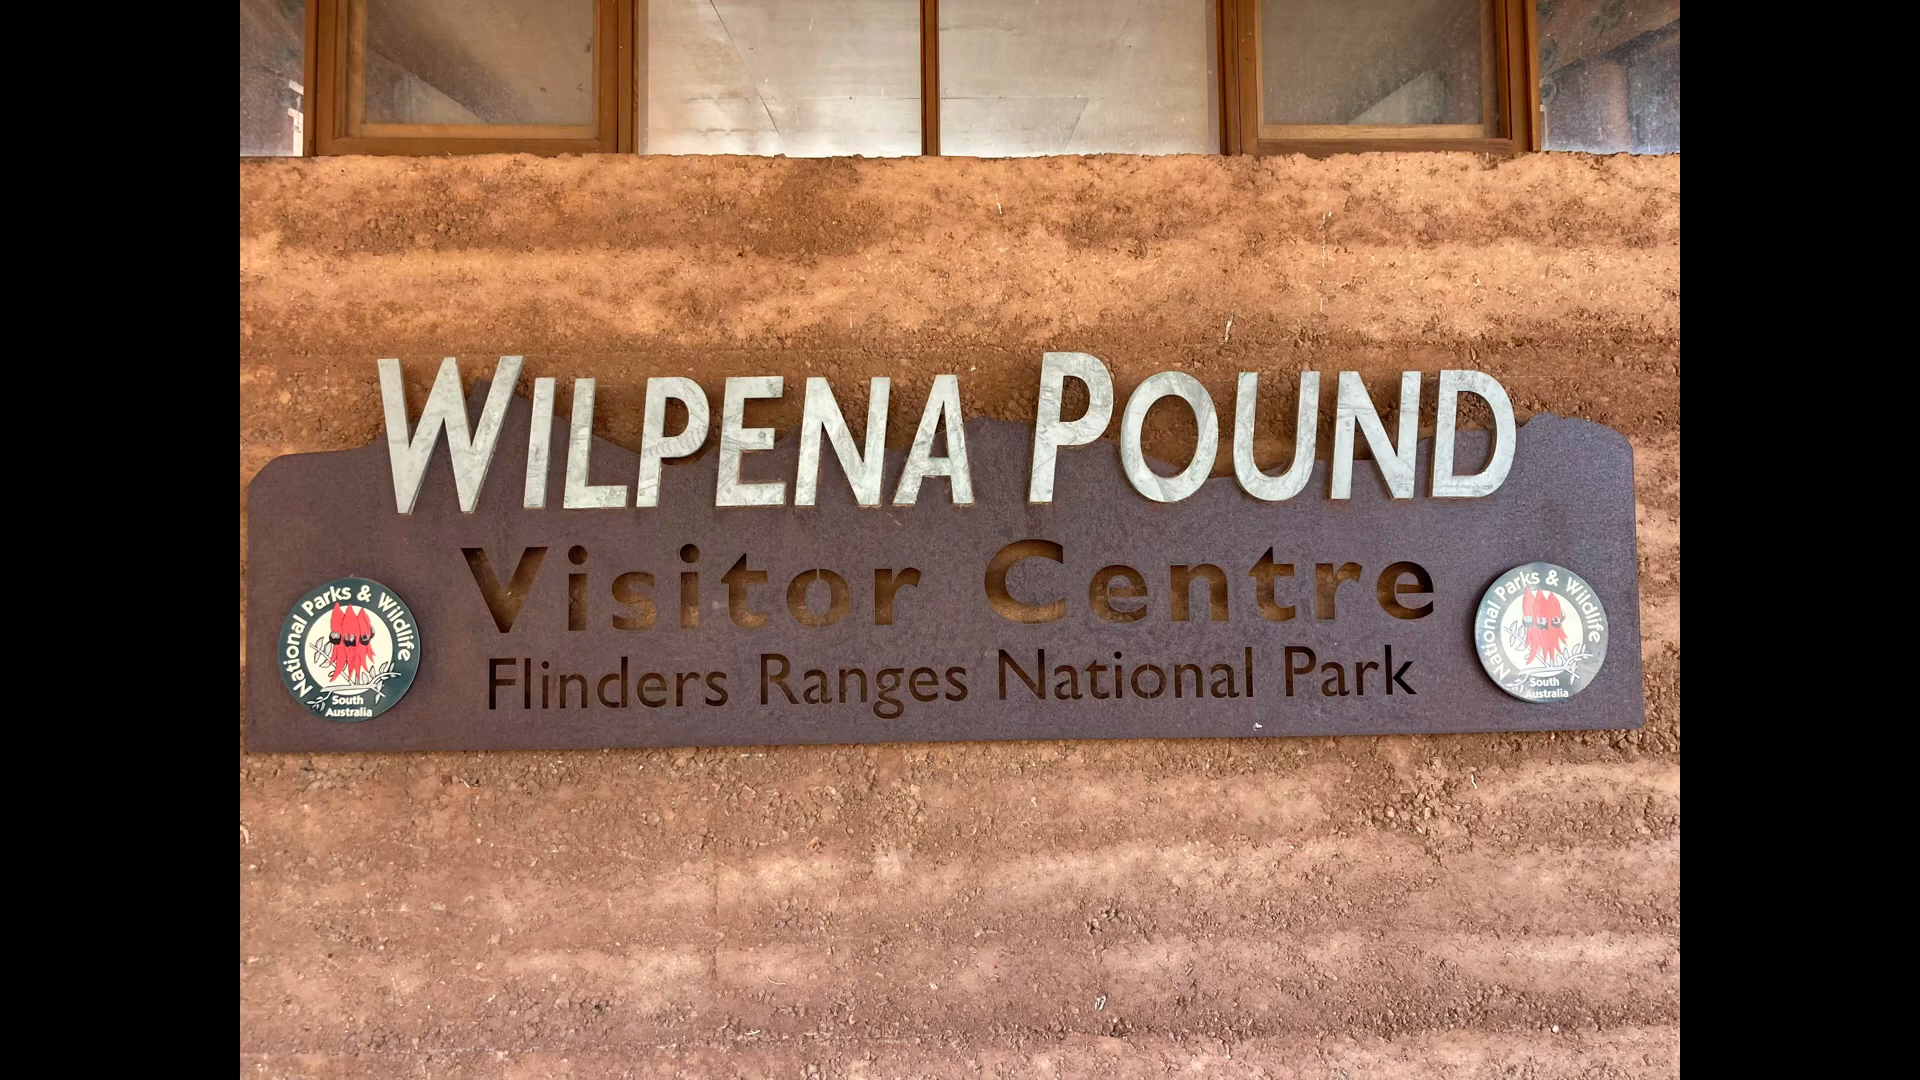 WILPENA POUND
Visitor Centre
Flinders Ranges National Park
National Parks & Wildlife
South
Australia
National Parks & Wildlife
South
Australia